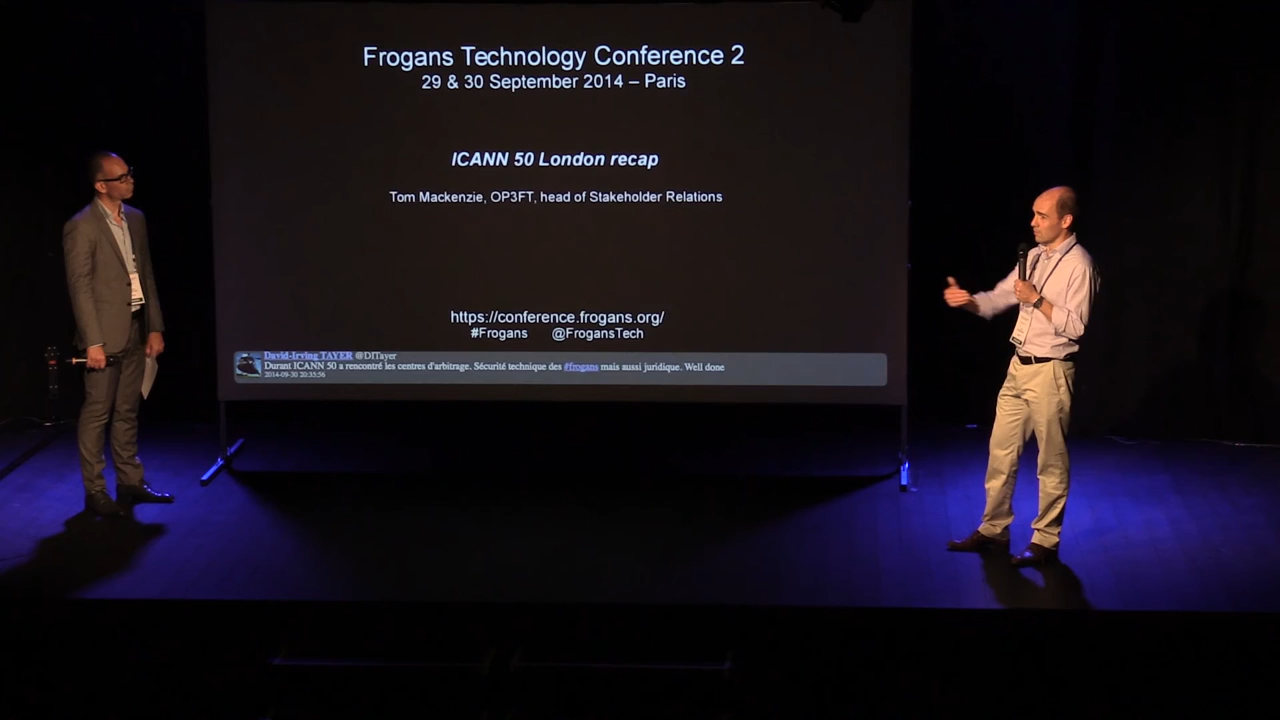 Frogans Technology Conference 2
29 & 30 September 2014 – Paris
ICANN 50 London recap
Tom Mackenzie, OP3FT, head of Stakeholder Relations
https://conference.frogans.org/
#Frogans @FrogansTech
David-Irving TAYER @DITayer
Durant ICANN 50 a rencontré les centres d'arbitrage. Sécurité technique des #frogans mais aussi juridique. Well done
2014-09-30 20:35:56